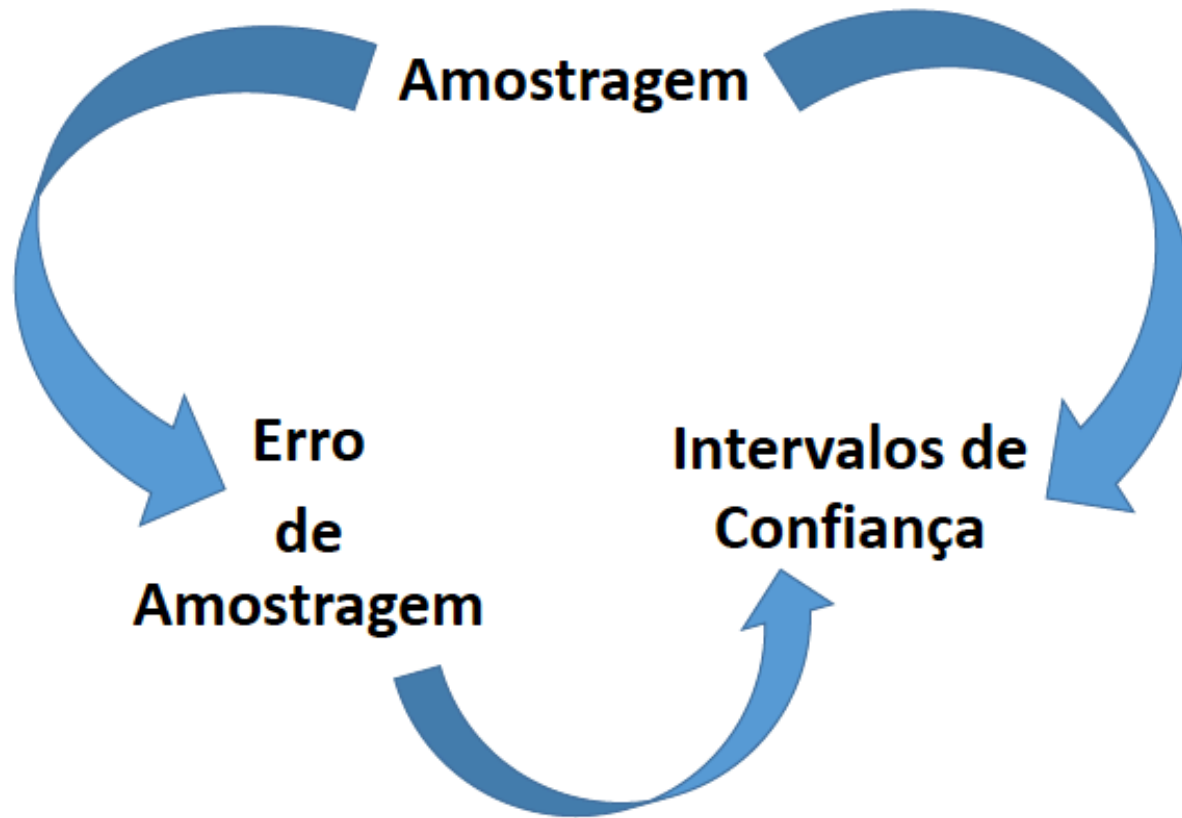 Amostragem
Erro
de
Amostragem
Intervalos de
Confiança